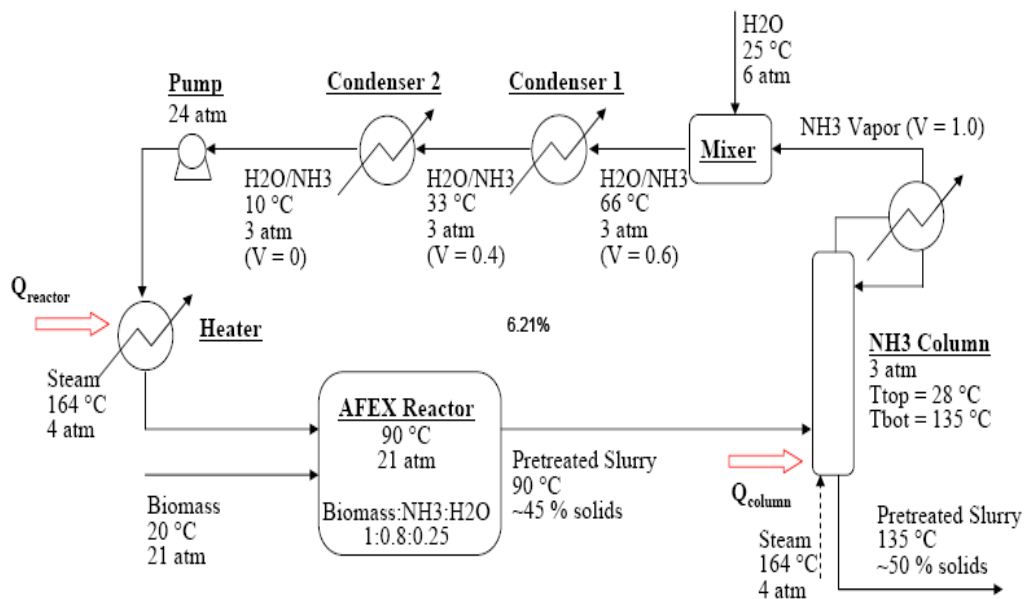 H2O
25 °C
6 atm
Pump
24 atm
Condenser 2
Condenser 1
Mixer
NH3 Vapor (V = 1.0)
H2O/NH3
10 °C
3 atm
(V = 0)
H2O/NH3
33 °C
3 atm
(V = 0.4)
H2O/NH3
66 °C
3 atm
(V = 0.6)
Qreactor
Heater
6.21%
Steam
164 °C
4 atm
NH3 Column
3 atm
Ttop = 28 °C
Tbot = 135 °C
AFEX Reactor
90 °C
21 atm
Biomass:NH3:H2O
1:0.8:0.25
Pretreated Slurry
90 °C
~45 % solids
Biomass
20 °C
21 atm
Qcolumn
Steam
164 °C
4 atm
Pretreated Slurry
135 °C
~50 % solids